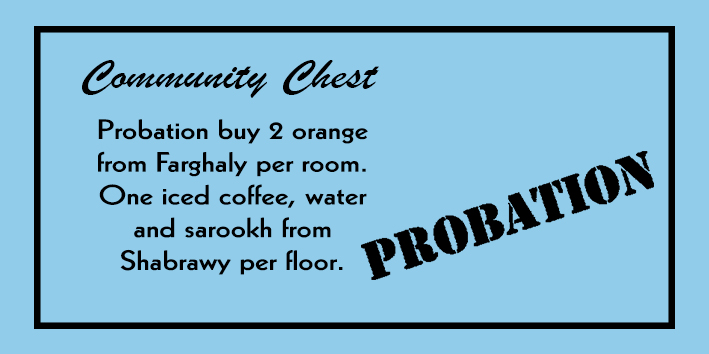 Community Chest
Probation buy 2 orange
from Farghaly per room.
One iced coffee, water
and sarookh from
Shabrawy per floor.
PROBATION